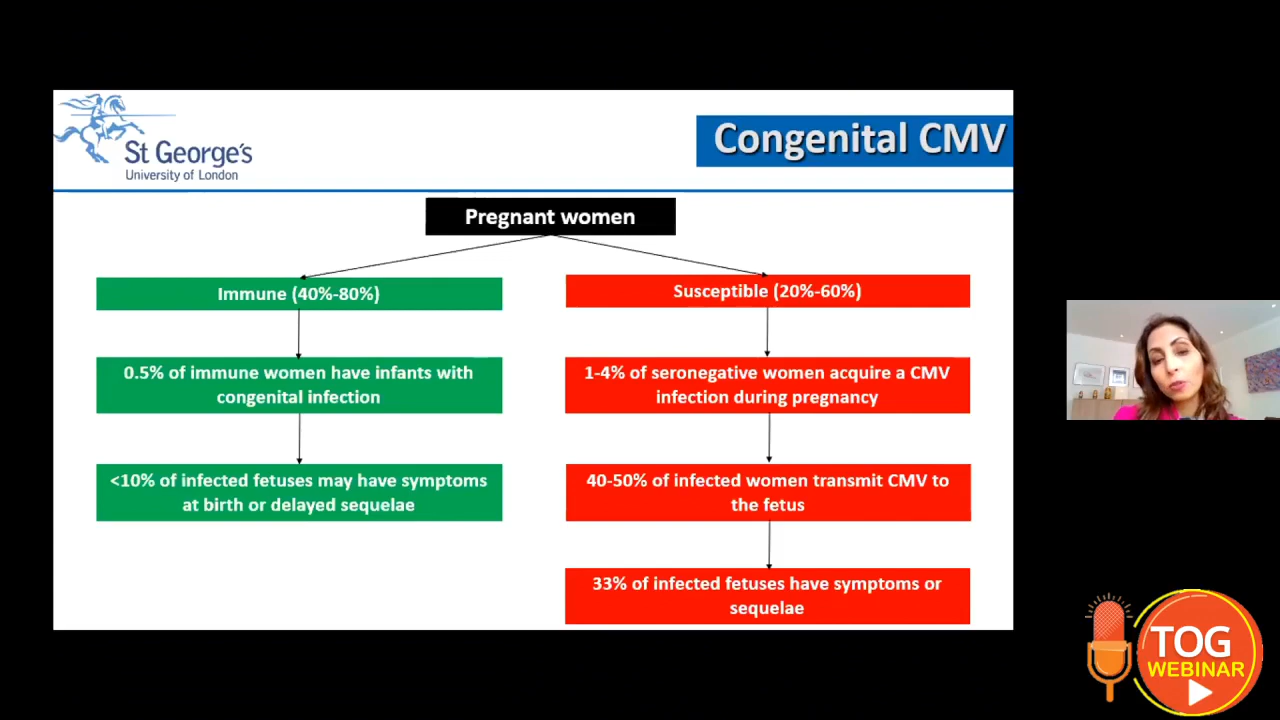 St George's
University of London
Congenital CMV
Pregnant women
Immune (40%-80%)
0.5% of immune women have infants with
congenital infection
<10% of infected fetuses may have symptoms
at birth or delayed sequelae
Susceptible (20%-60%)
1-4% of seronegative women acquire a CMV
infection during pregnancy
40-50% of infected women transmit CMV to
the fetus
33% of infected fetuses have symptoms or
sequelae
TOG
WEBINAR